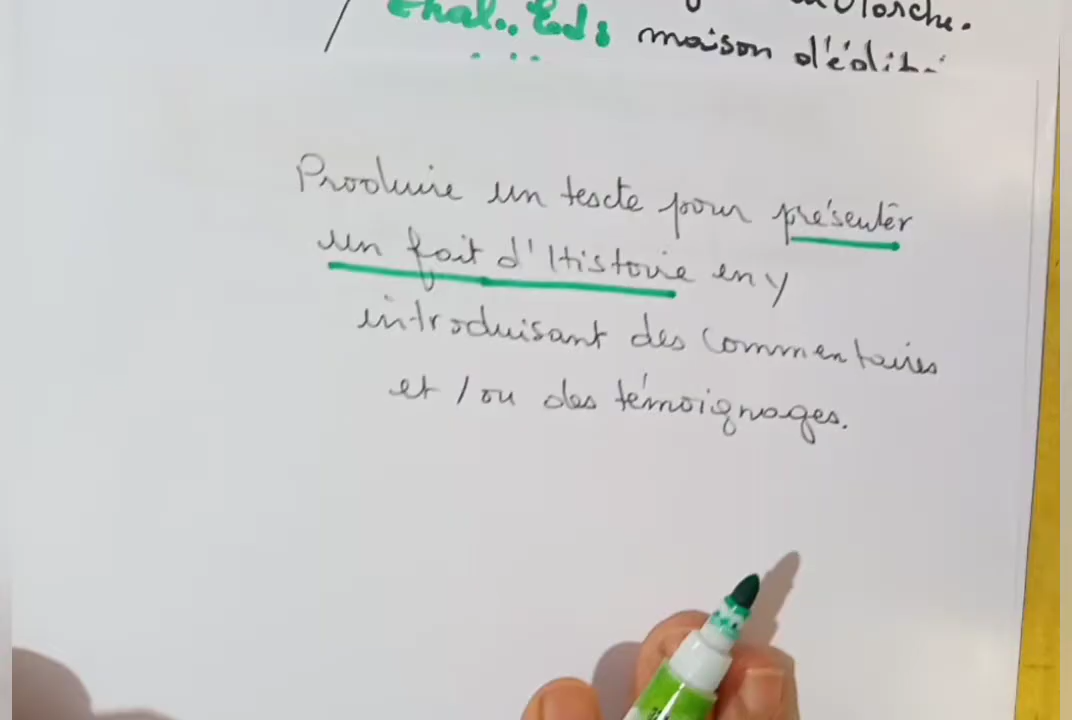 maison d'édit
Produire un texte pour présenter
un fait d'Histoire en y
introduisant des commentaires
et / ou des témoignages.